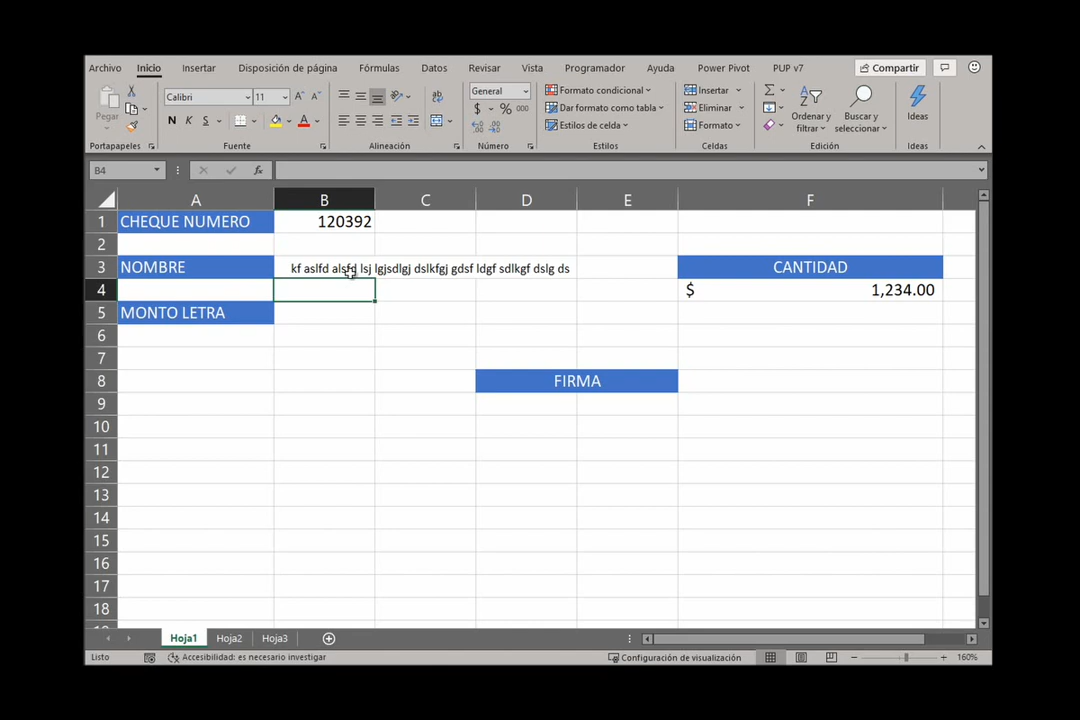 Archivo Inicio Insertar Disposición de página Fórmulas Datos Revisar Vista Programador Ayuda Power Pivot PUP v7 Compartir
Calibri 11 General Formato condicional Insertar
Pegar N K S $ % 000 Dar formato como tabla Eliminar Ordenar y filtrar Buscar y seleccionar Ideas
Estilos de celda Formato
Portapapeles Fuente Alineación Número Estilos Celdas Edición Ideas
B4 fx
A B C D E F
1 CHEQUE NUMERO 120392
2
3 NOMBRE kf aslfd alsfd lsj lgjsdlgj dslkfgj gdsf ldgf sdlkgf dslg ds CANTIDAD
4 $ 1,234.00
5 MONTO LETRA
6
7
8 FIRMA
9
10
11
12
13
14
15
16
17
18
Hoja1 Hoja2 Hoja3
Listo Accesibilidad: es necesario investigar Configuración de visualización 160%